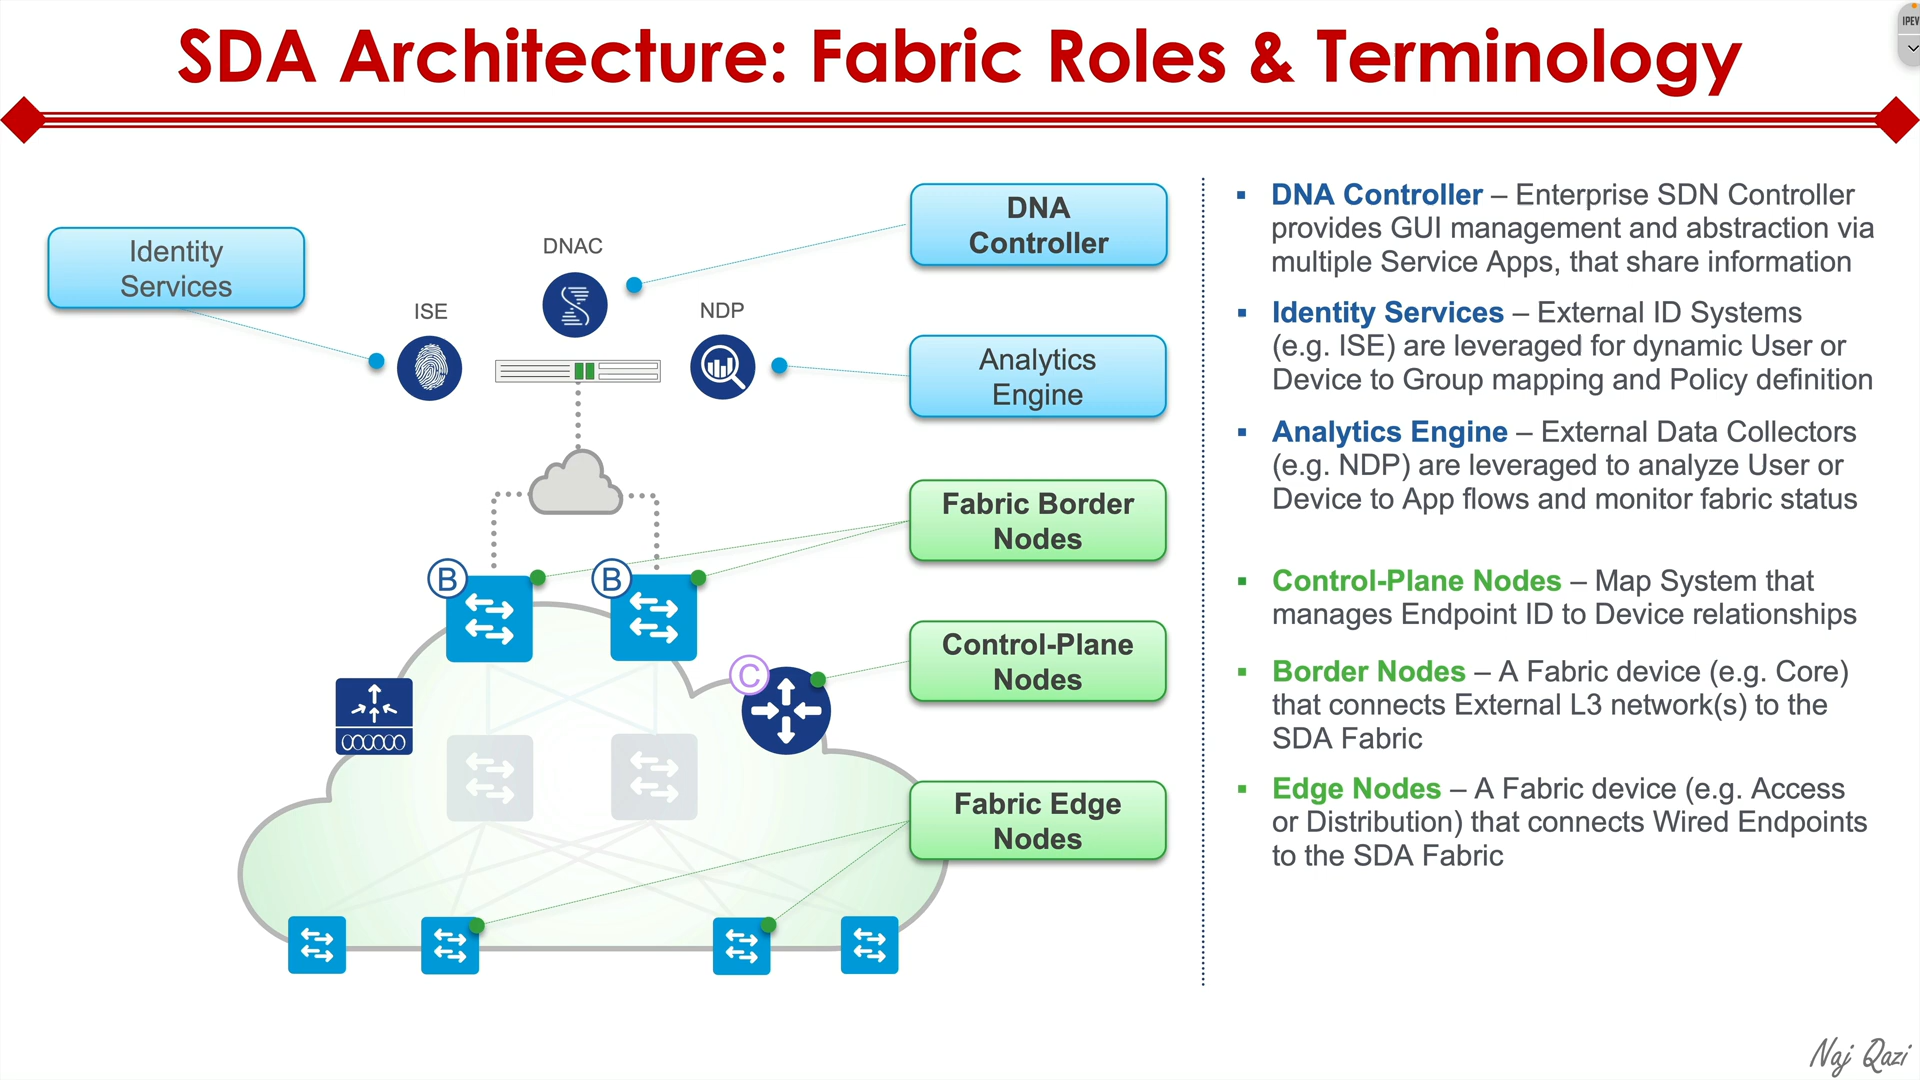 SDA Architecture: Fabric Roles & Terminology
IPEV
Identity
Services
ISE
DNAC
NDP
DNA
Controller
Analytics
Engine
Fabric Border
Nodes
B
B
Control-Plane
Nodes
C
Fabric Edge
Nodes
▪ DNA Controller – Enterprise SDN Controller
provides GUI management and abstraction via
multiple Service Apps, that share information
▪ Identity Services – External ID Systems
(e.g. ISE) are leveraged for dynamic User or
Device to Group mapping and Policy definition
▪ Analytics Engine – External Data Collectors
(e.g. NDP) are leveraged to analyze User or
Device to App flows and monitor fabric status
▪ Control-Plane Nodes – Map System that
manages Endpoint ID to Device relationships
▪ Border Nodes – A Fabric device (e.g. Core)
that connects External L3 network(s) to the
SDA Fabric
▪ Edge Nodes – A Fabric device (e.g. Access
or Distribution) that connects Wired Endpoints
to the SDA Fabric
Naj Qazi